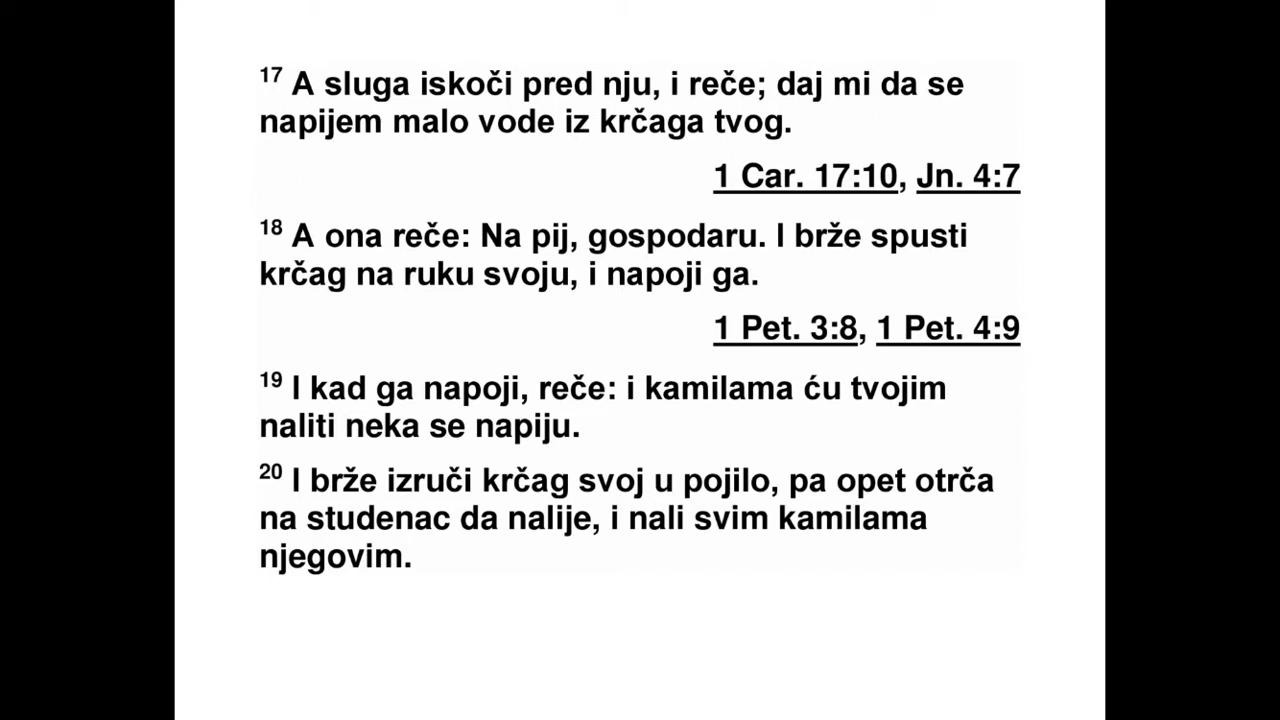 17 A sluga iskoči pred nju, i reče; daj mi da se
napijem malo vode iz krčaga tvog.
1 Car. 17:10, Jn. 4:7
18 A ona reče: Na pij, gospodaru. I brže spusti
krčag na ruku svoju, i napoji ga.
1 Pet. 3:8, 1 Pet. 4:9
19 I kad ga napoji, reče: i kamilama ću tvojim
naliti neka se napiju.
20 I brže izruči krčag svoj u pojilo, pa opet otrča
na studenac da nalije, i nali svim kamilama
njegovim.